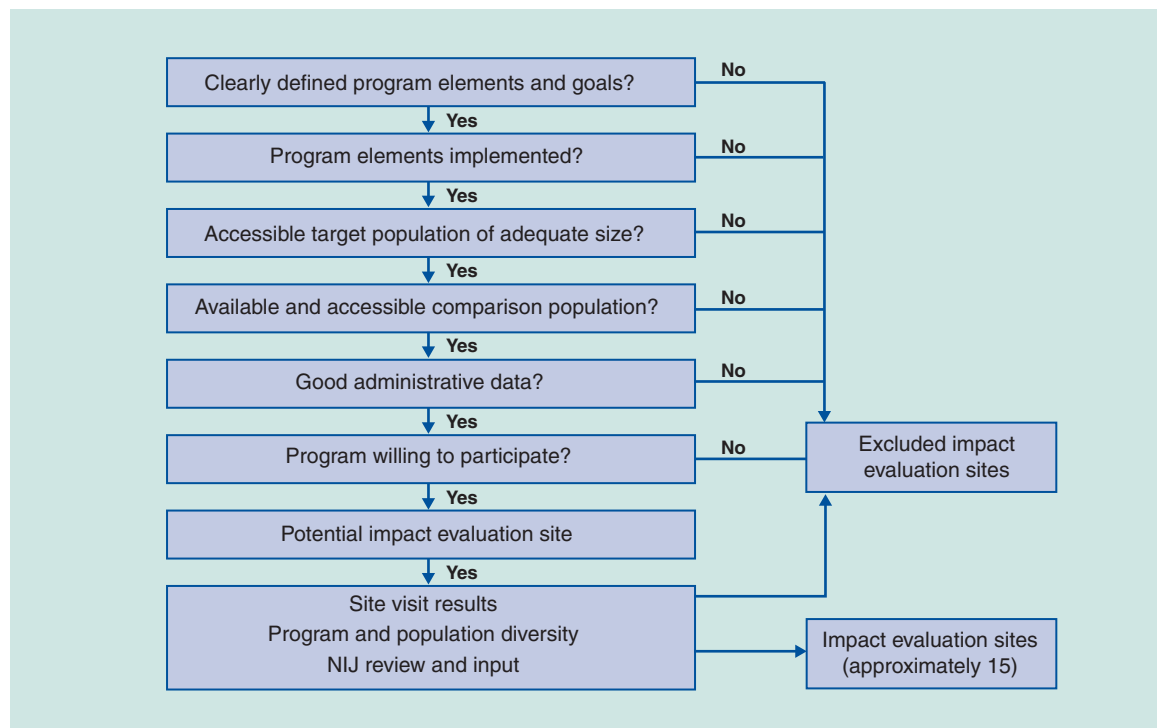 Clearly defined program elements and goals?
No
Yes
Program elements implemented?
No
Yes
Accessible target population of adequate size?
No
Yes
Available and accessible comparison population?
No
Yes
Good administrative data?
No
Yes
Program willing to participate?
No
Excluded impact
evaluation sites
Yes
Potential impact evaluation site
Yes
Site visit results
Program and population diversity
NIJ review and input
Impact evaluation sites
(approximately 15)